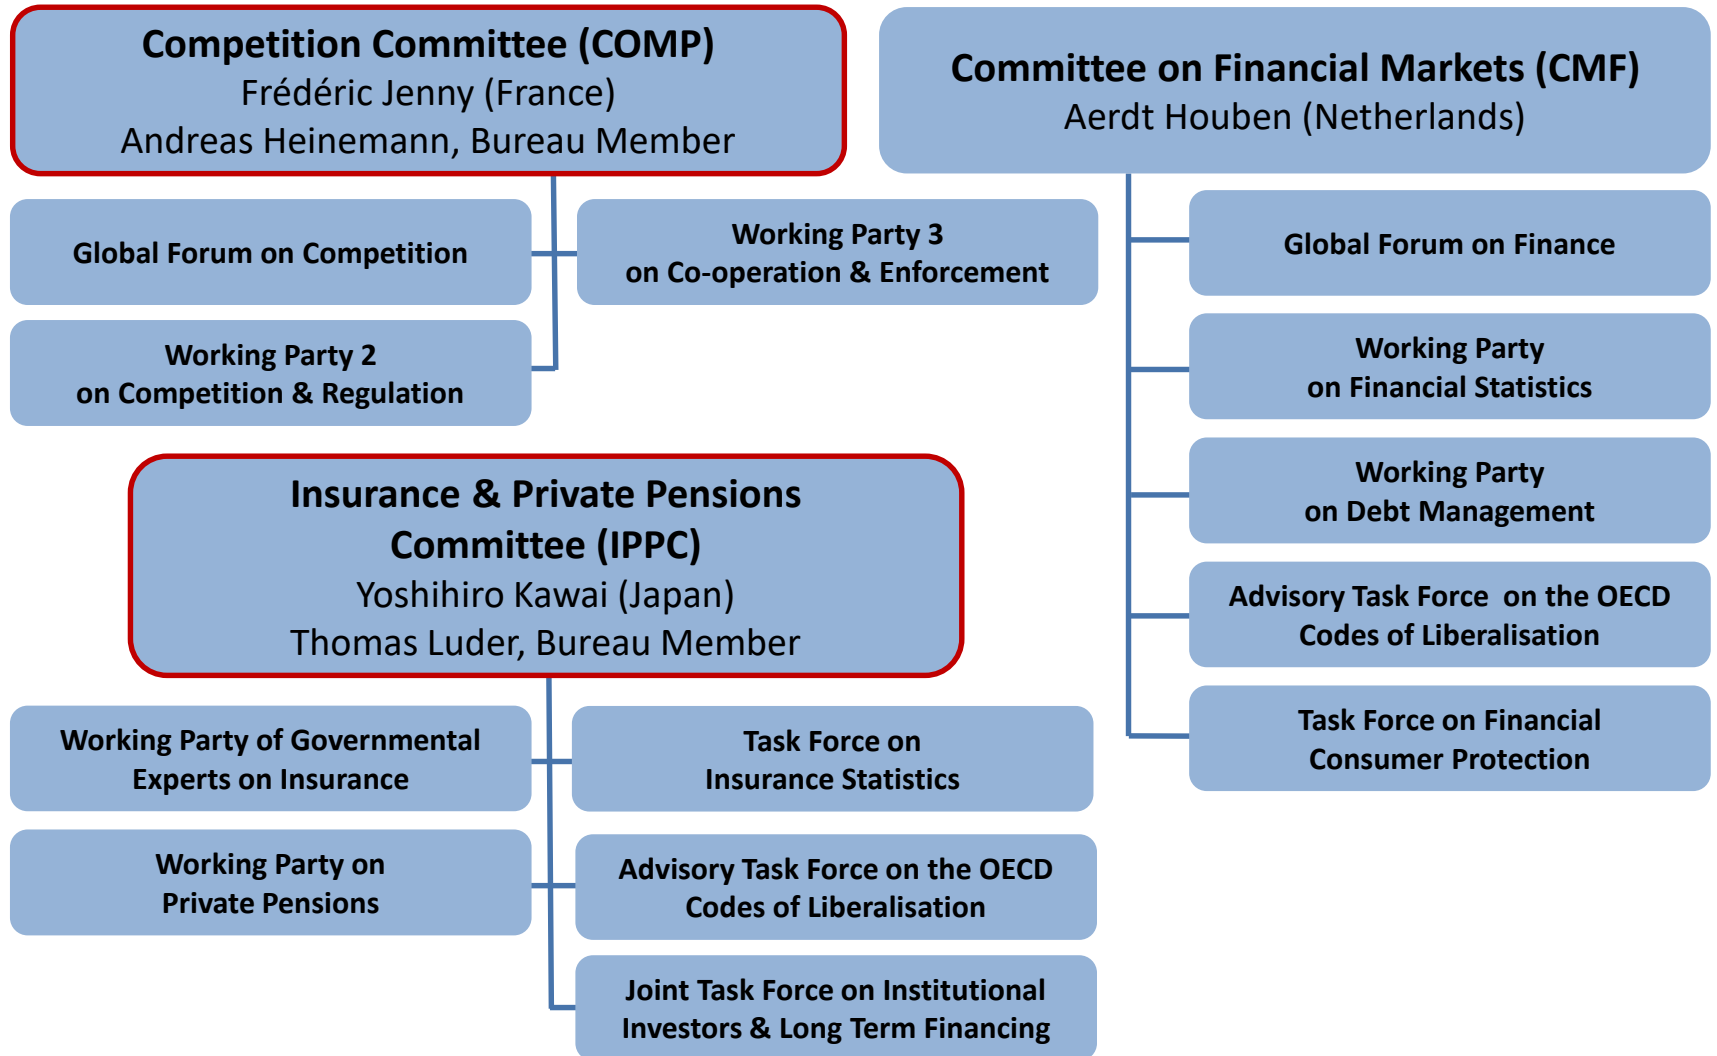 Competition Committee (COMP)
Frédéric Jenny (France)
Andreas Heinemann, Bureau Member
Global Forum on Competition
Working Party 3
on Co-operation & Enforcement
Working Party 2
on Competition & Regulation
Committee on Financial Markets (CMF)
Aerdt Houben (Netherlands)
Global Forum on Finance
Working Party
on Financial Statistics
Working Party
on Debt Management
Advisory Task Force on the OECD
Codes of Liberalisation
Task Force on Financial
Consumer Protection
Insurance & Private Pensions
Committee (IPPC)
Yoshihiro Kawai (Japan)
Thomas Luder, Bureau Member
Working Party of Governmental
Experts on Insurance
Task Force on
Insurance Statistics
Working Party on
Private Pensions
Advisory Task Force on the OECD
Codes of Liberalisation
Joint Task Force on Institutional
Investors & Long Term Financing